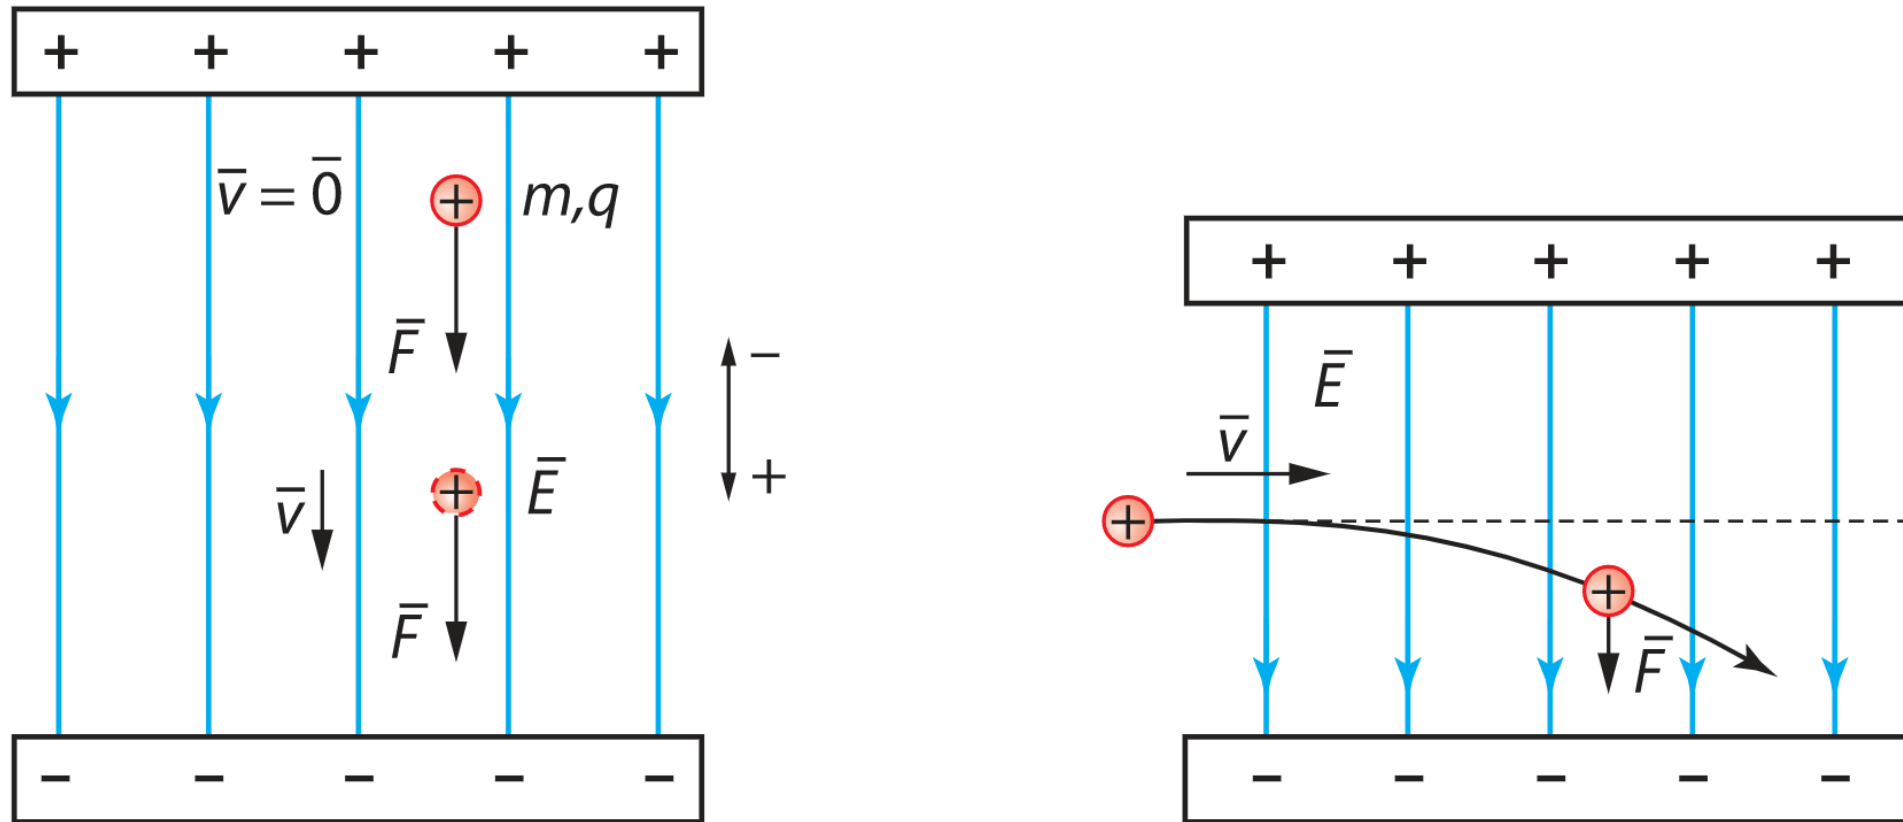 + + + + +
v̅ = 0̅ + m,q
F̅
−
+
v̅ + E̅
F̅
− − − − −
+ + + + +
E̅
v̅
+
+
F̅
− − − − −